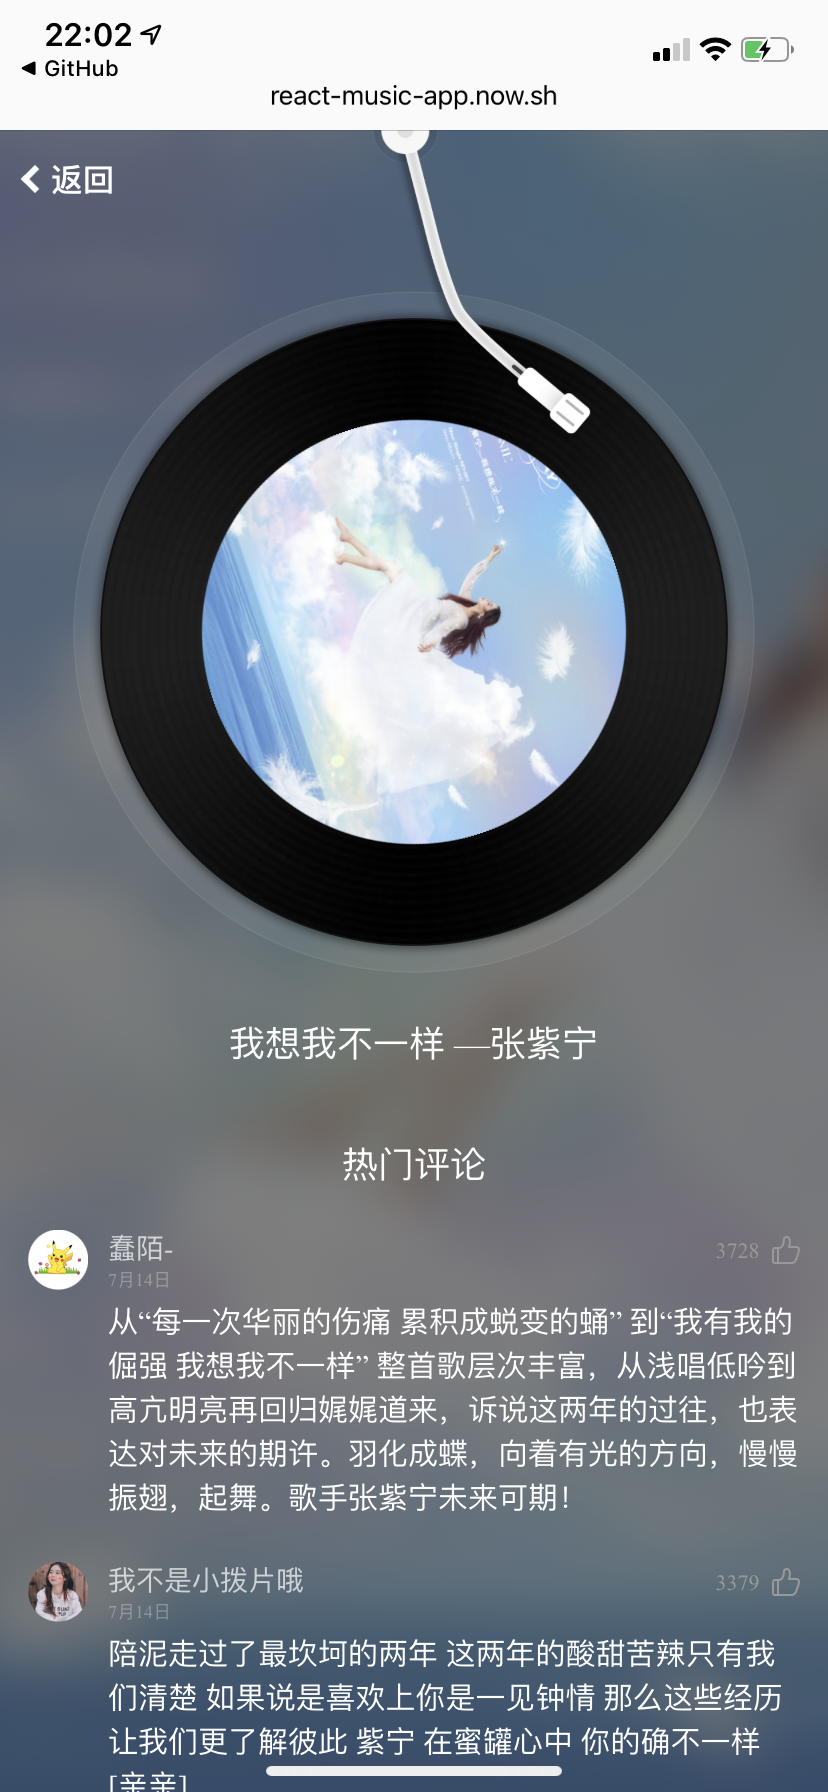 22:02
GitHub
react-music-app.now.sh
返回
我想我不一样 —张紫宁
热门评论
蠢陌-
3728
7月14日
从“每一次华丽的伤痛 累积成蜕变的蛹” 到“我有我的
倔强 我想我不一样” 整首歌层次丰富，从浅唱低吟到
高亢明亮再回归娓娓道来，诉说这两年的过往，也表
达对未来的期许。羽化成蝶，向着有光的方向，慢慢
振翅，起舞。歌手张紫宁未来可期！
我不是小拨片哦
3379
7月14日
陪泥走过了最坎坷的两年 这两年的酸甜苦辣只有我
们清楚 如果说是喜欢上你是一见钟情 那么这些经历
让我们更了解彼此 紫宁 在蜜罐心中 你的确不一样
[亲亲]